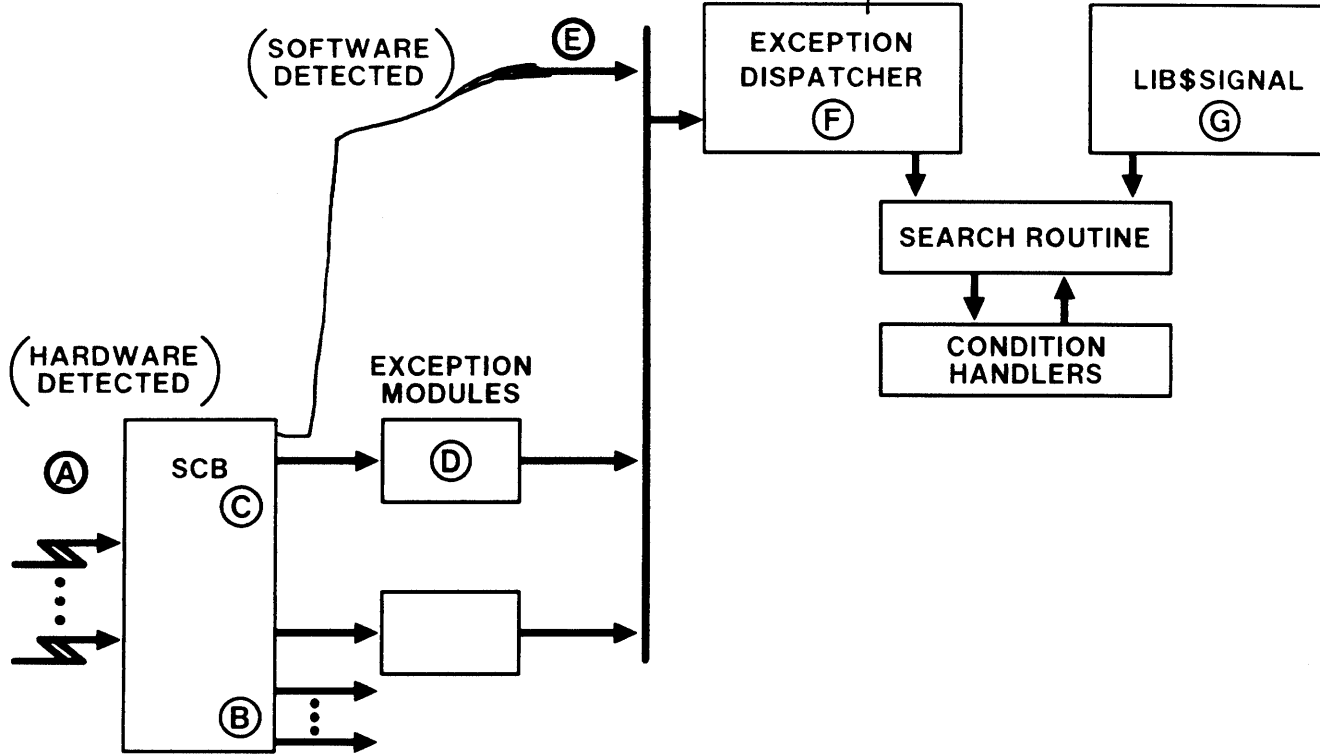 (SOFTWARE
DETECTED)
E
EXCEPTION
DISPATCHER
F
LIB$SIGNAL
G
SEARCH ROUTINE
CONDITION
HANDLERS
(HARDWARE
DETECTED)
EXCEPTION
MODULES
A
SCB
C
D
B